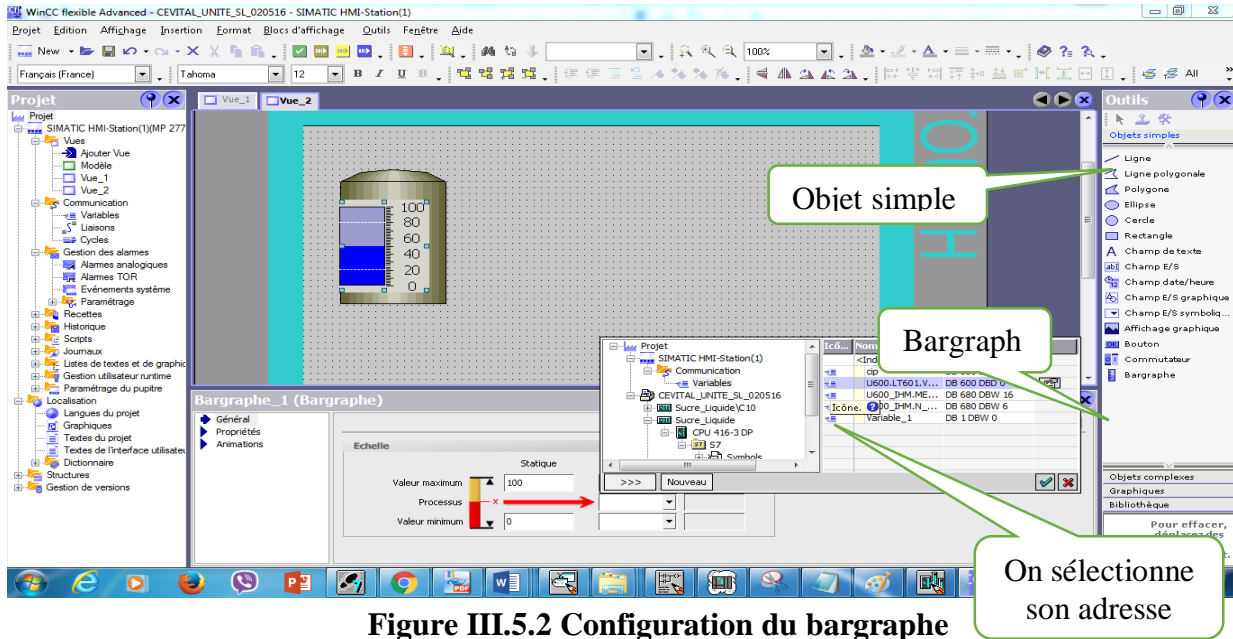 WinCC flexible Advanced - CEVITAL_UNITE_SL_020516 - SIMATIC HMI-Station(1)
Projet Edition Affichage Insertion Format Blocs d'affichage Outils Fenêtre Aide
New 100%
Français (France) Tahoma 12 B I U All
Projet
Projet
SIMATIC HMI-Station(1)(MP 277
Vues
Ajouter Vue
Modèle
Vue_1
Vue_2
Communication
Variables
Liaisons
Cycles
Gestion des alarmes
Alarmes analogiques
Alarmes TOR
Evénements système
Paramétrage
Recettes
Historique
Scripts
Journaux
Listes de textes et de graphic
Gestion utilisateur runtime
Paramétrage du pupitre
Localisation
Langues du projet
Graphiques
Textes du projet
Textes de l'interface utilisateu
Dictionnaire
Structures
Gestion de versions
Vue_1 Vue_2
100
80
60
40
20
0
Objet simple
Bargraph
Outils
Objets simples
Ligne
Ligne polygonale
Polygone
Ellipse
Cercle
Rectangle
Champ de texte
Champ E/S
Champ date/heure
Champ E/S graphique
Champ E/S symboliq...
Affichage graphique
Bouton
Commutateur
Bargraphe
Objets complexes
Graphiques
Bibliothèque
Pour effacer,
Bargraphe_1 (Bargraphe)
Général
Propriétés
Animations
Echelle
Statique
Valeur maximum 100
Processus
Valeur minimum 0
Projet
SIMATIC HMI-Station(1)
Communication
Variables
CEVITAL_UNITE_SL_020516
Sucre_Liquide\C10
Sucre_Liquide
CPU 416-3 DP
S7
Symbols
>>> Nouveau
Icô... Nom
cip
U600.LT601.V... DB 600 DBD 0
U600_IHM.ME... DB 680 DBW 16
DB 680 DBW 6
Variable_1 DB 1 DBW 0
Icône.
On sélectionne
son adresse
Figure III.5.2 Configuration du bargraphe